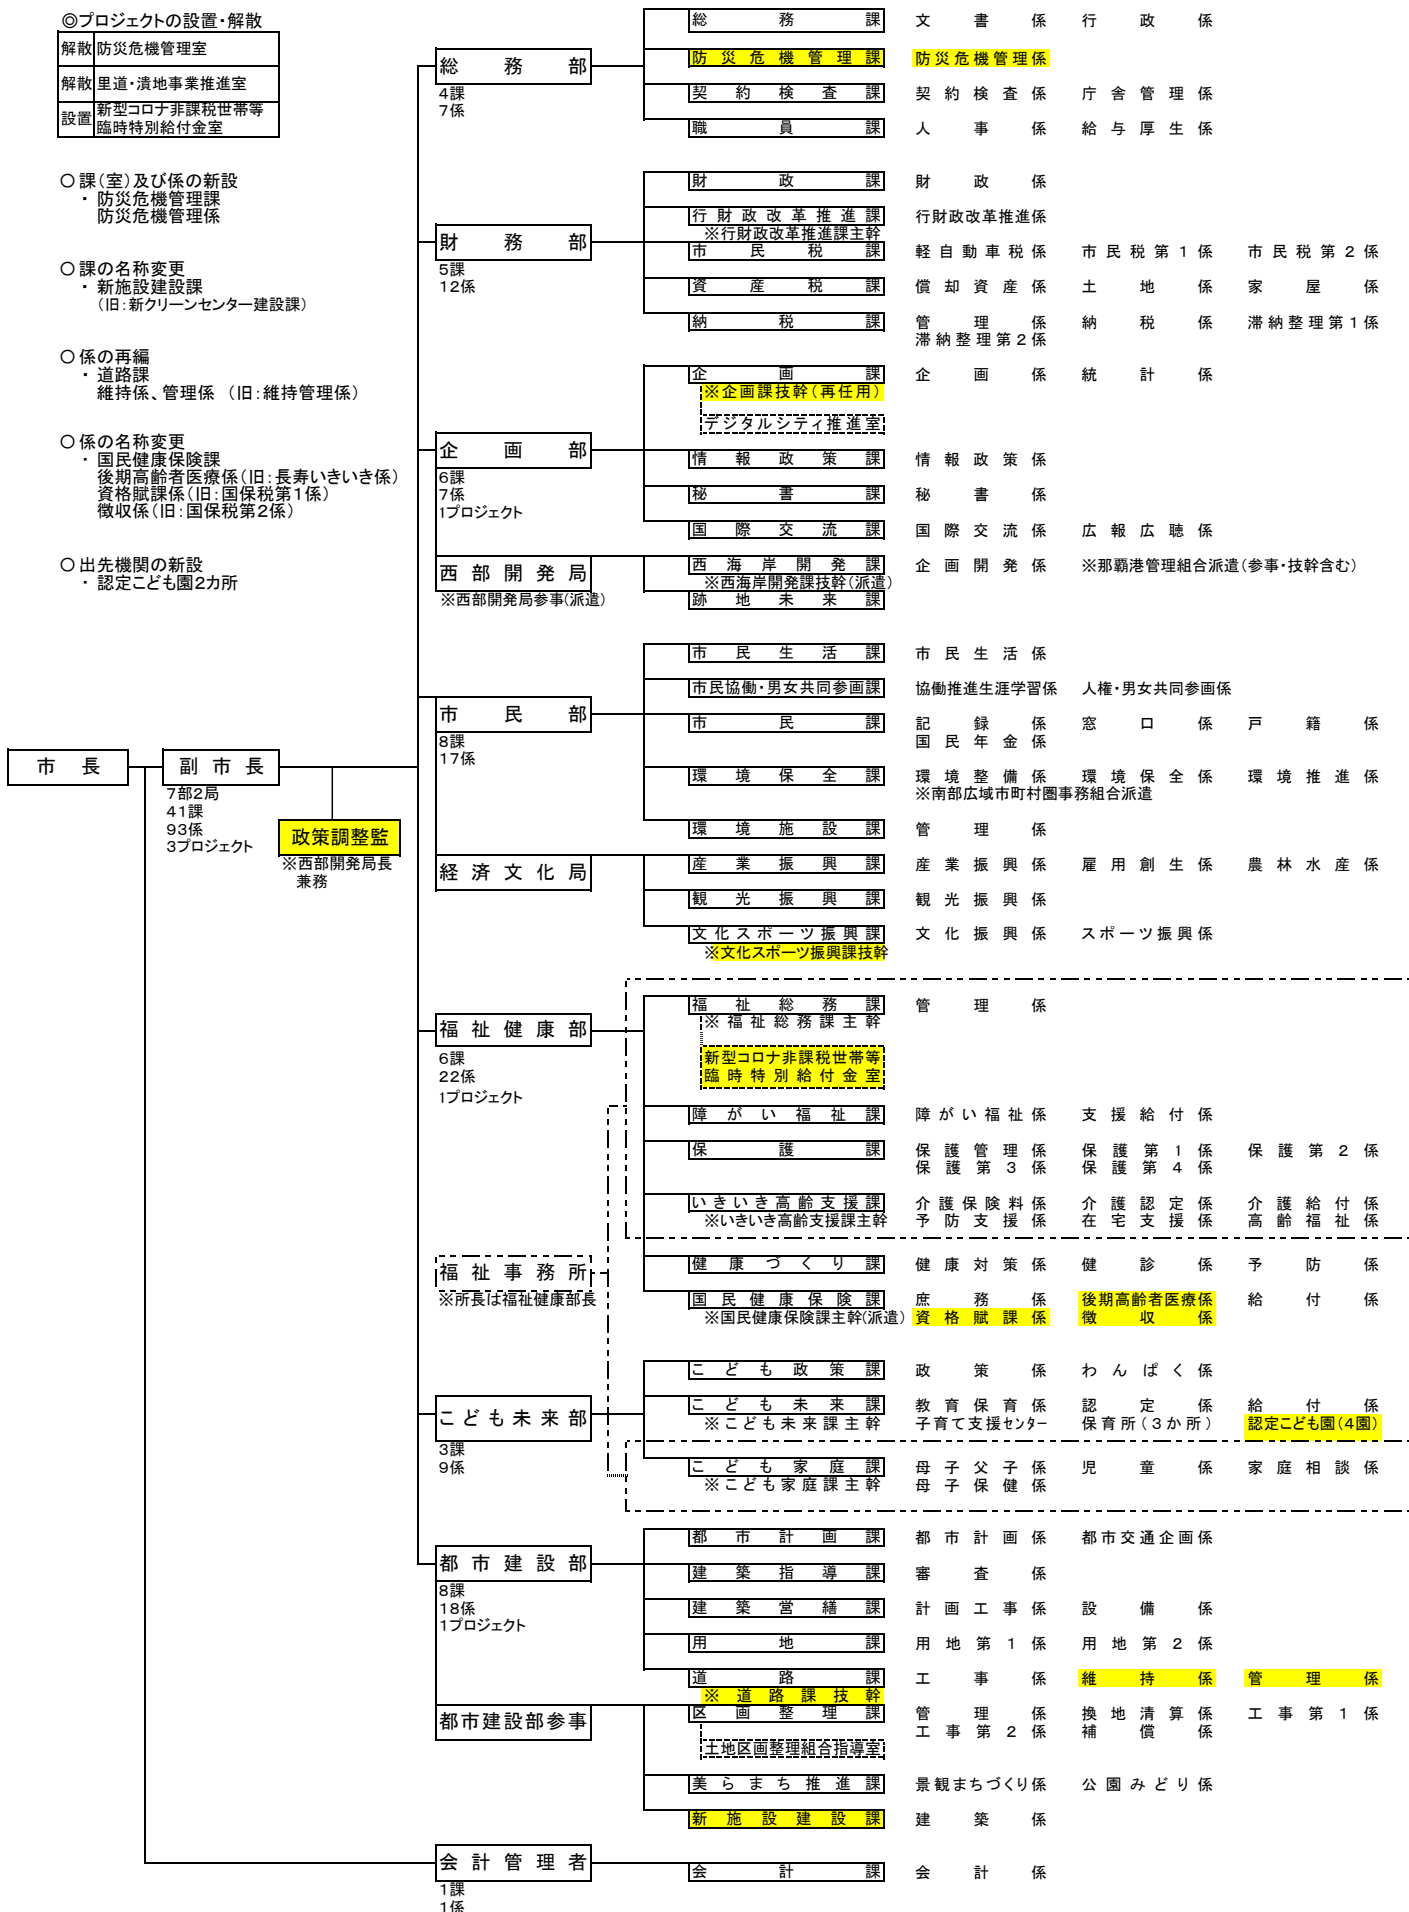 ◎プロジェクトの設置・解散
解散 防災危機管理室
解散 里道・潰地事業推進室
設置 新型コロナ非課税世帯等
臨時特別給付金室
○課(室)及び係の新設
・ 防災危機管理課
防災危機管理係
○課の名称変更
・ 新施設建設課
(旧:新クリーンセンター建設課)
○係の再編
・ 道路課
維持係、管理係 (旧:維持管理係)
○係の名称変更
・ 国民健康保険課
後期高齢者医療係(旧:長寿いきいき係)
資格賦課係(旧:国保税第1係)
徴収係(旧:国保税第2係)
○出先機関の新設
・ 認定こども園2カ所
市長
副市長
7部2局
41課
93係
3プロジェクト
政策調整監
※西部開発局長
兼務
総務部
4課
7係
総務課 文書係 行政係
防災危機管理課 防災危機管理係
契約検査課 契約検査係 庁舎管理係
職員課 人事係 給与厚生係
財務部
5課
12係
財政課 財政係
行財政改革推進課 行財政改革推進係
※行財政改革推進課主幹
市民税課 軽自動車税係 市民税第1係 市民税第2係
資産税課 償却資産係 土地係 家屋係
納税課 管理係 納税係 滞納整理第1係
滞納整理第2係
企画部
6課
7係
1プロジェクト
企画課 企画係 統計係
※企画課技幹(再任用)
デジタルシティ推進室
情報政策課 情報政策係
秘書課 秘書係
国際交流課 国際交流係 広報広聴係
西部開発局
※西部開発局参事(派遣)
西海岸開発課 企画開発係 ※那覇港管理組合派遣(参事・技幹含む)
※西海岸開発課技幹(派遣)
跡地未来課
市民部
8課
17係
市民生活課 市民生活係
市民協働・男女共同参画課 協働推進生涯学習係 人権・男女共同参画係
市民課 記録係 窓口係 戸籍係
国民年金係
環境保全課 環境整備係 環境保全係 環境推進係
※南部広域市町村圏事務組合派遣
環境施設課 管理係
経済文化局
産業振興課 産業振興係 雇用創生係 農林水産係
観光振興課 観光振興係
文化スポーツ振興課 文化振興係 スポーツ振興係
※文化スポーツ振興課技幹
福祉健康部
6課
22係
1プロジェクト
福祉総務課 管理係
※福祉総務課主幹
新型コロナ非課税世帯等
臨時特別給付金室
障がい福祉課 障がい福祉係 支援給付係
保護課 保護管理係 保護第1係 保護第2係
保護第3係 保護第4係
いきいき高齢支援課 介護保険料係 介護認定係 介護給付係
※いきいき高齢支援課主幹 予防支援係 在宅支援係 高齢福祉係
福祉事務所
※所長は福祉健康部長
健康づくり課 健康対策係 健診係 予防係
国民健康保険課 庶務係 後期高齢者医療係 給付係
※国民健康保険課主幹(派遣) 資格賦課係 徴収係
こども未来部
3課
9係
こども政策課 政策係 わんぱく係
こども未来課 教育保育係 認定係 給付係
※こども未来課主幹 子育て支援センター 保育所(3か所) 認定こども園(4園)
こども家庭課 母子父子係 児童係 家庭相談係
※こども家庭課主幹 母子保健係
都市建設部
8課
18係
1プロジェクト
都市計画課 都市計画係 都市交通企画係
建築指導課 審査係
建築営繕課 計画工事係 設備係
用地課 用地第1係 用地第2係
道路課 工事係 維持係 管理係
※道路課技幹
都市建設部参事
区画整理課 管理係 換地清算係 工事第1係
工事第2係 補償係
土地区画整理組合指導室
美らまち推進課 景観まちづくり係 公園みどり係
新施設建設課 建築係
会計管理者
1課
1係
会計課 会計係